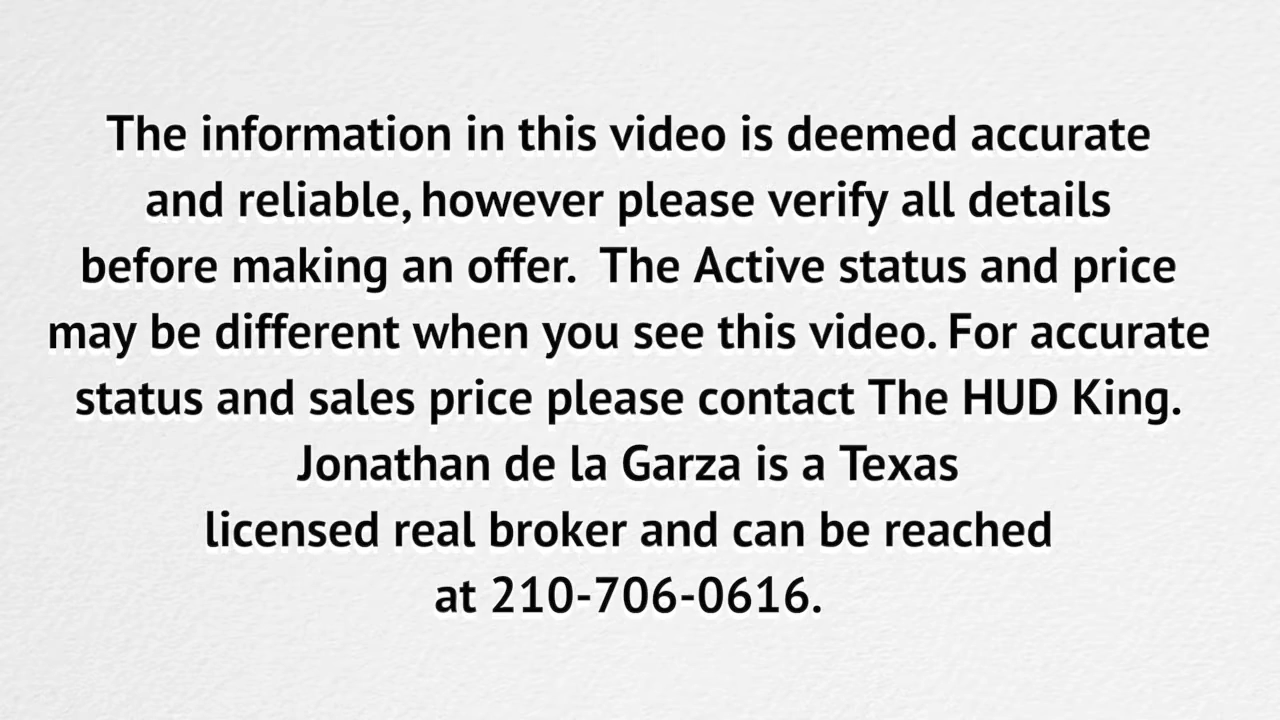 The information in this video is deemed accurate
and reliable, however please verify all details
before making an offer.  The Active status and price
may be different when you see this video. For accurate
status and sales price please contact The HUD King.
Jonathan de la Garza is a Texas
licensed real broker and can be reached
at 210-706-0616.